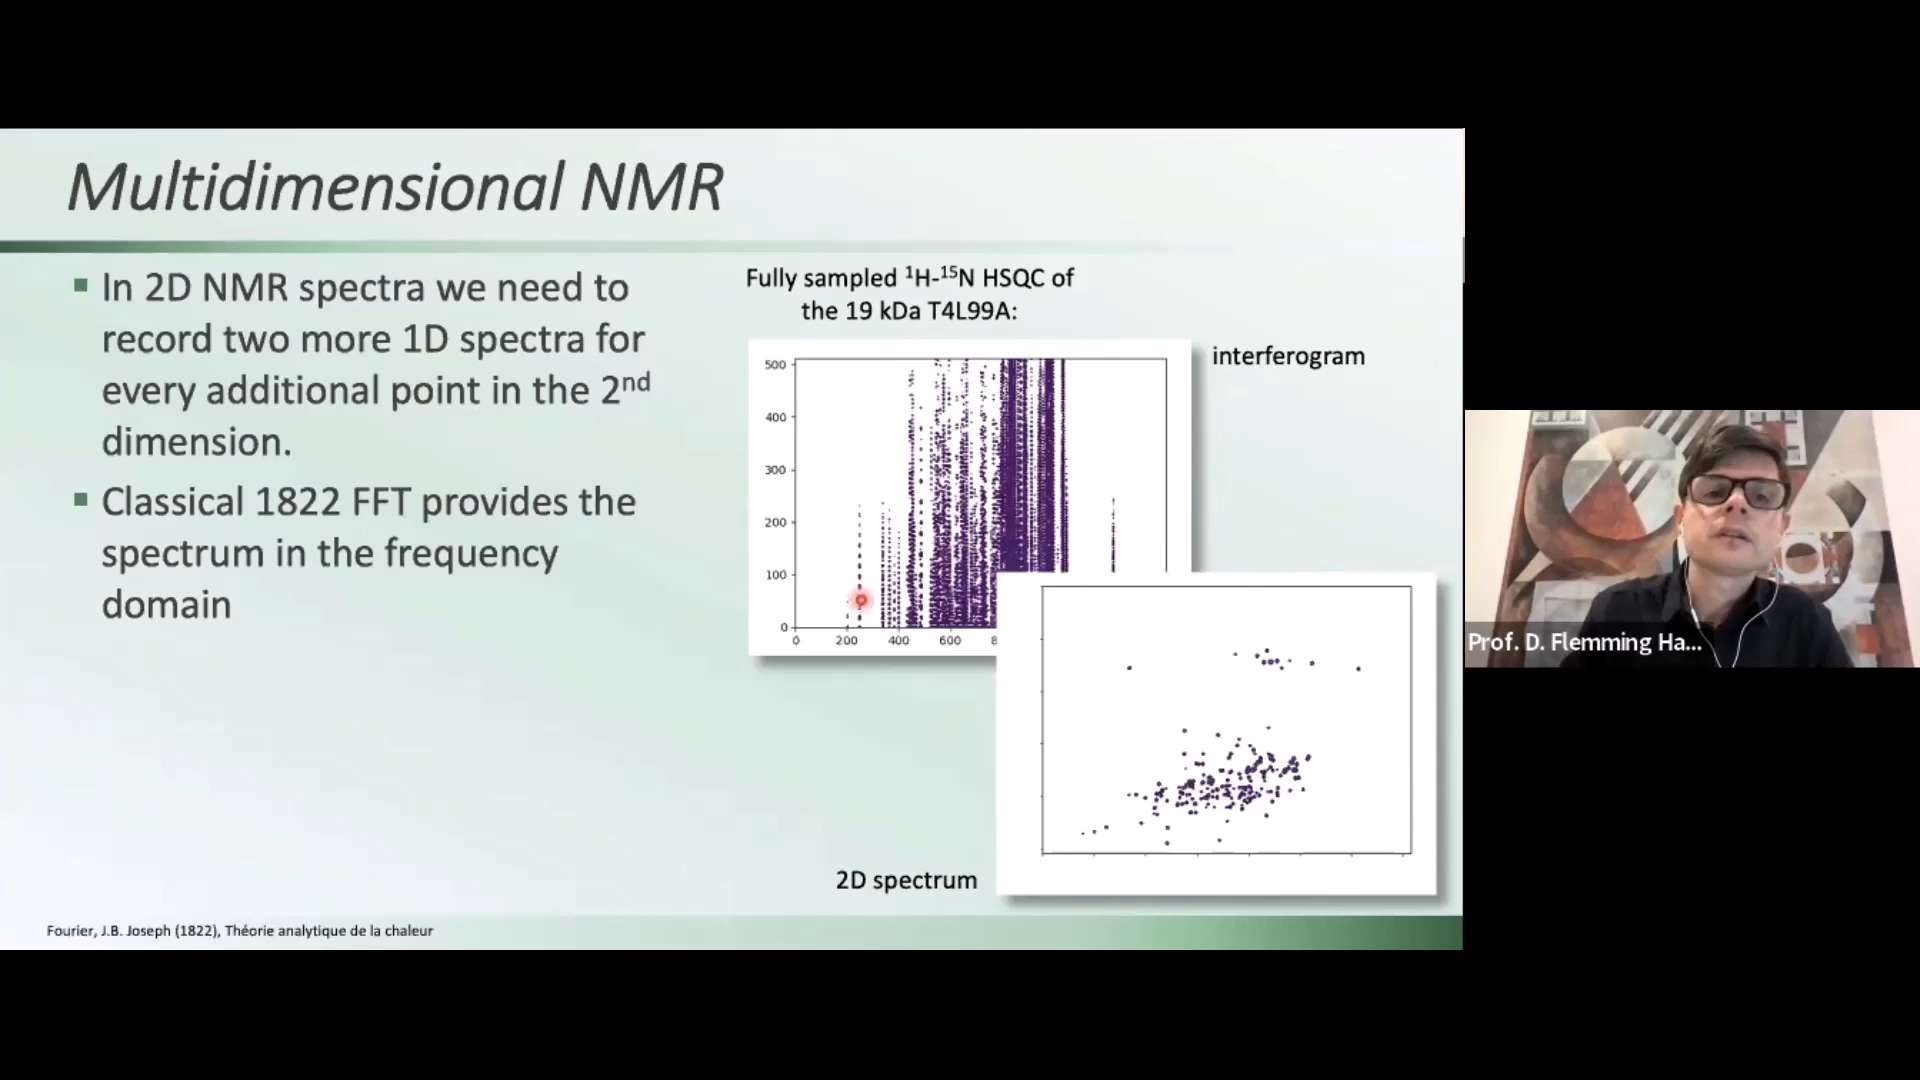 Multidimensional NMR
In 2D NMR spectra we need to
record two more 1D spectra for
every additional point in the 2nd
dimension.
Classical 1822 FFT provides the
spectrum in the frequency
domain
Fully sampled ¹H-¹⁵N HSQC of
the 19 kDa T4L99A:
interferogram
500
400
300
200
100
0
0 200 400 600 8
2D spectrum
Prof. D. Flemming Ha...
Fourier, J.B. Joseph (1822), Théorie analytique de la chaleur